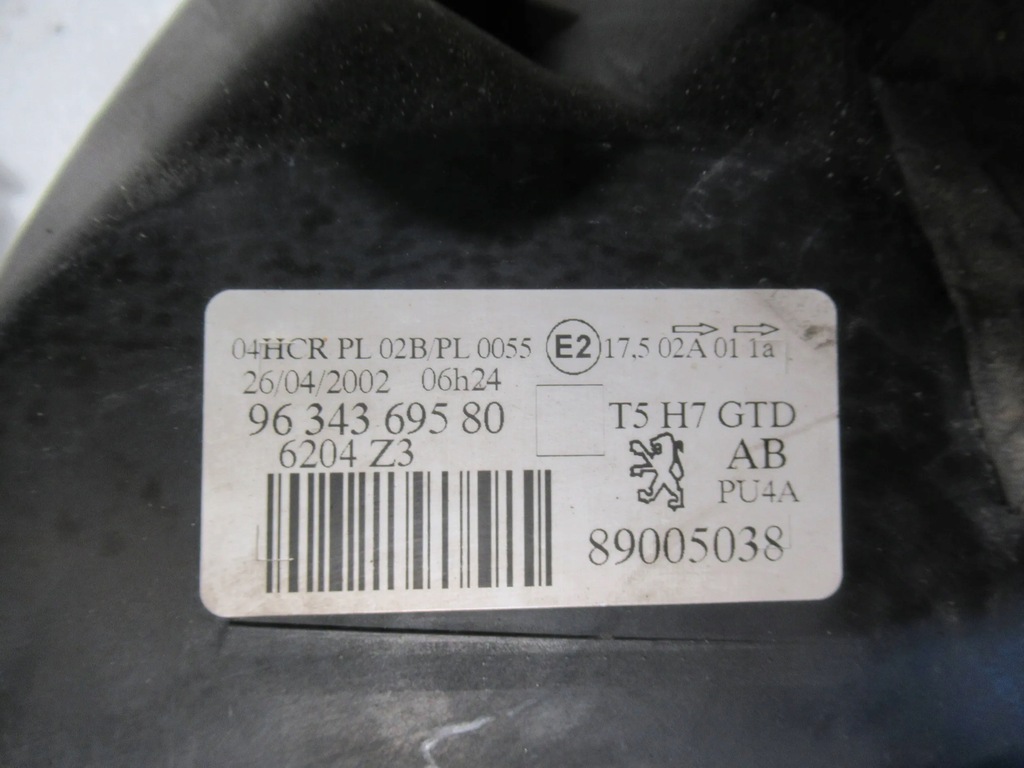 04HCR PL 02B/PL 0055 E2 17,5 02A 01 1a
26/04/2002 06h24
96 343 695 80 T5 H7 GTD
6204 Z3 AB
PU4A
89005038